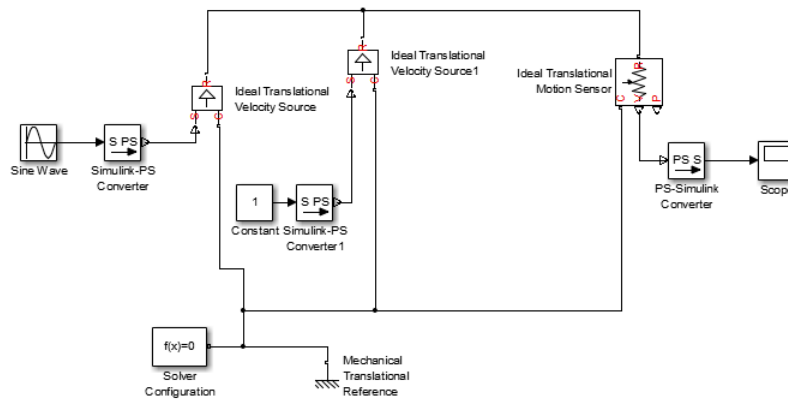 R
Ideal Translational
Velocity Source
S
C
R
Ideal Translational
Velocity Source1
S
C
Ideal Translational
Motion Sensor
R
C
V
P
Sine Wave
S PS
Simulink-PS
Converter
1
Constant
S PS
Simulink-PS
Converter1
PS S
PS-Simulink
Converter
Scope
f(x)=0
Solver
Configuration
Mechanical
Translational
Reference